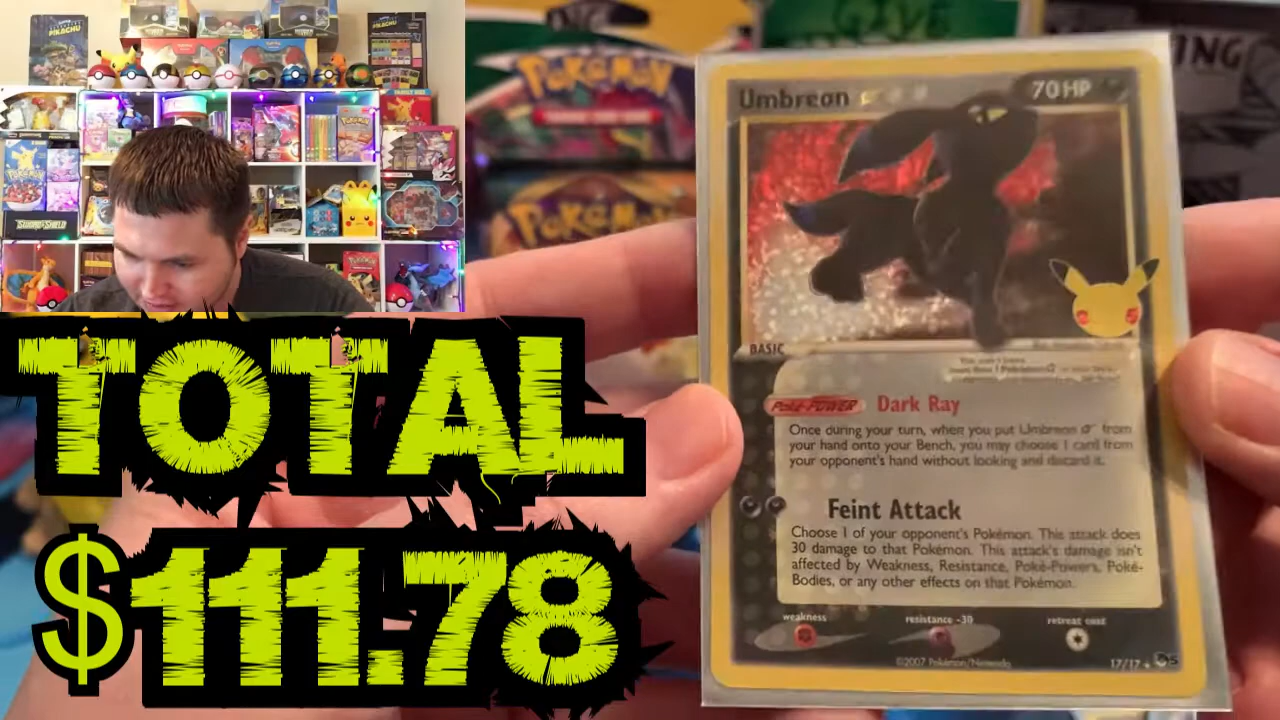 PIKACHU
SWORD & SHIELD
Pokémon
Pokémon
TOTAL
$111.78
Umbreon
70 HP
BASIC
Poké-POWER Dark Ray
Once during your turn, when you put Umbreon ☆ from
your hand onto your Bench, you may choose 1 card from
your opponent's hand without looking and discard it.
Feint Attack
Choose 1 of your opponent's Pokémon. This attack does
30 damage to that Pokémon. This attack's damage isn't
affected by Weakness, Resistance, Poké-Powers, Poké-
Bodies, or any other effects on that Pokémon.
weakness
resistance -30
retreat cost
©2007 Pokémon/Nintendo
17/17